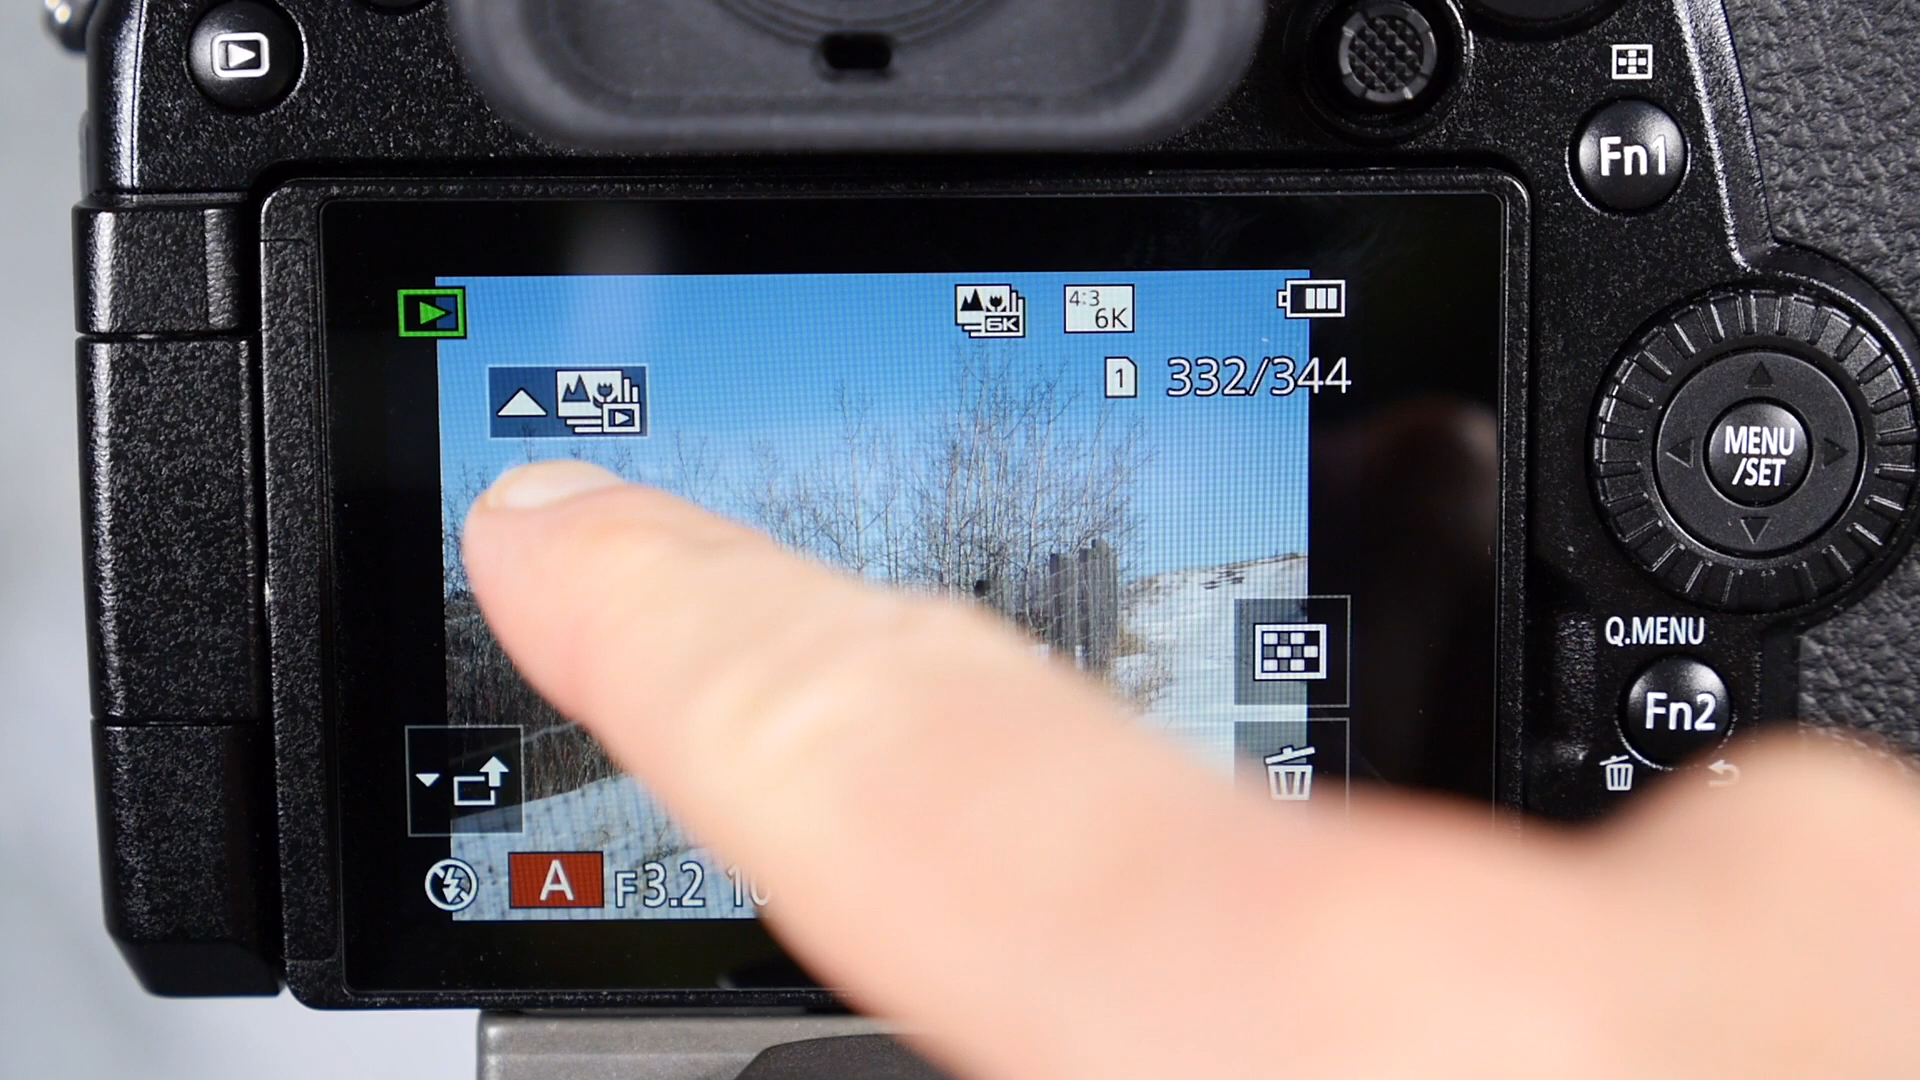 Fn1
6K
4:3
6K
1 332/344
MENU
/SET
Q.MENU
Fn2
A F3.2